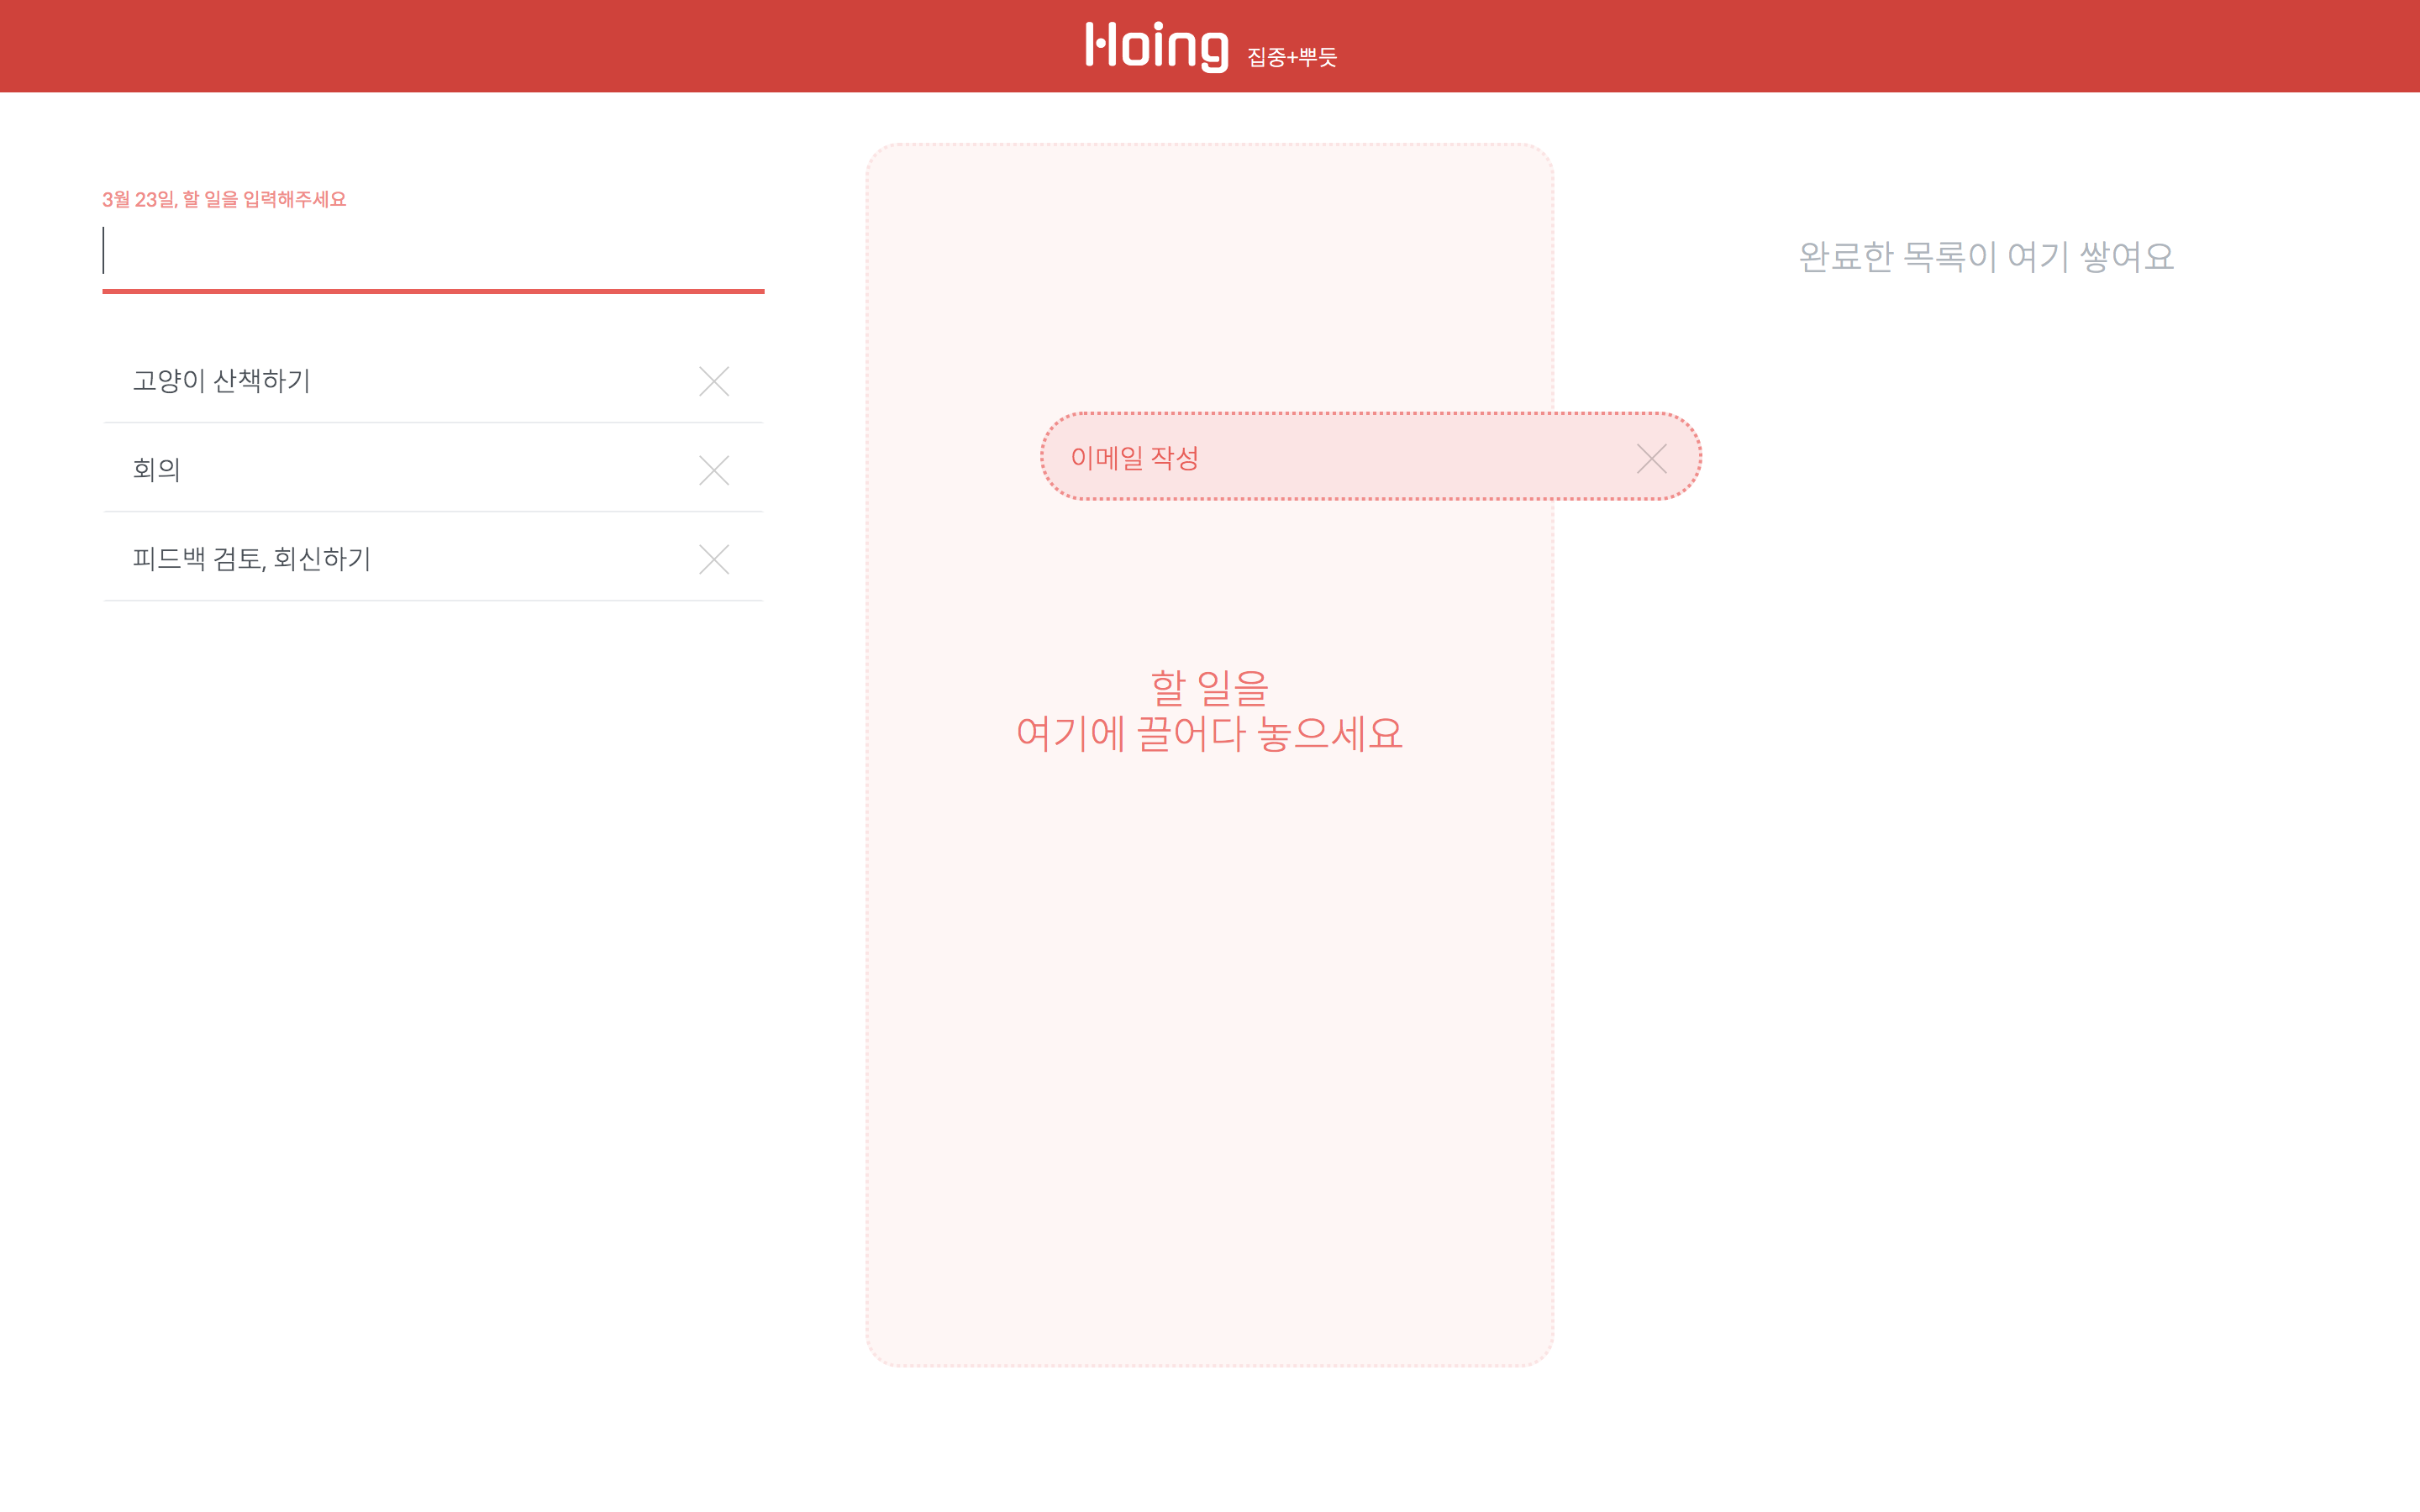 Hoing 집중+뿌듯
3월 23일, 할 일을 입력해주세요
고양이 산책하기
회의
피드백 검토, 회신하기
이메일 작성
할 일을
여기에 끌어다 놓으세요
완료한 목록이 여기 쌓여요